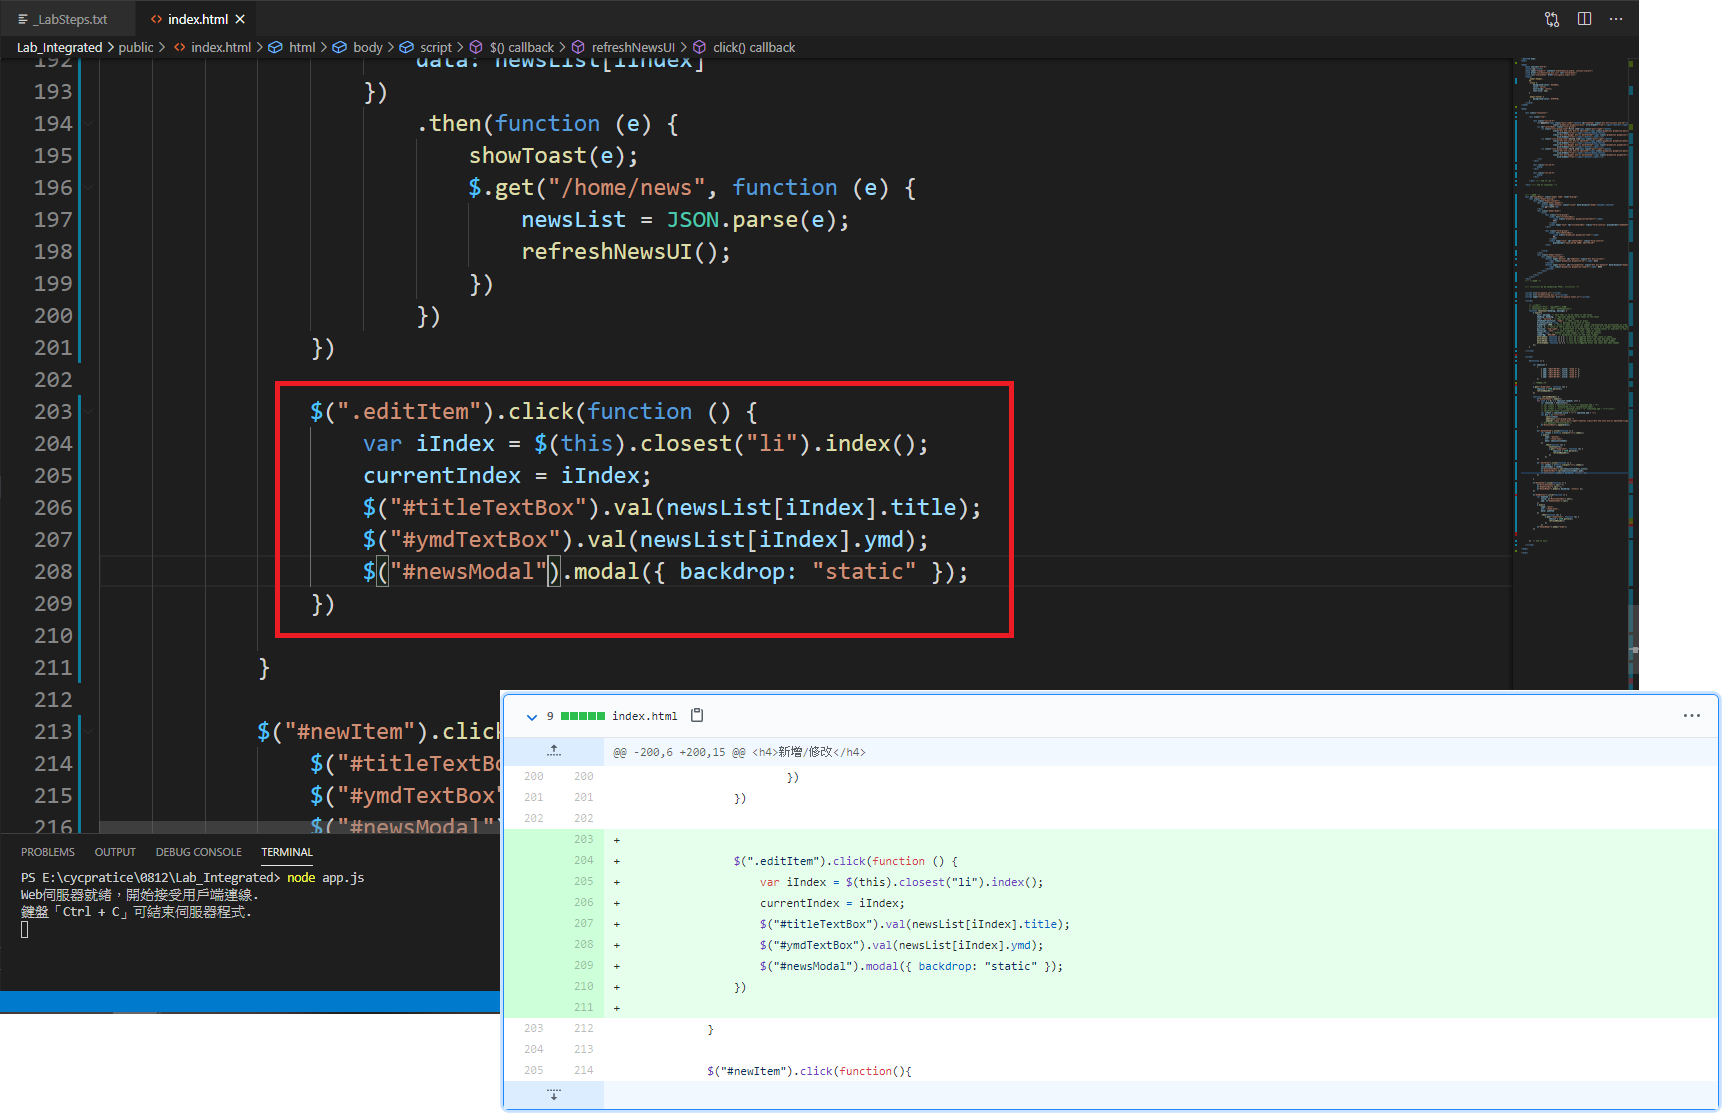 _LabSteps.txt
index.html
Lab_Integrated > public > index.html > html > body > script > $() callback > refreshNewsUI > click() callback
192 data: newsList[iIndex]
193 })
194 .then(function (e) {
195 showToast(e);
196 $.get("/home/news", function (e) {
197 newsList = JSON.parse(e);
198 refreshNewsUI();
199 })
200 })
201 })
202
203 $(".editItem").click(function () {
204 var iIndex = $(this).closest("li").index();
205 currentIndex = iIndex;
206 $("#titleTextBox").val(newsList[iIndex].title);
207 $("#ymdTextBox").val(newsList[iIndex].ymd);
208 $("#newsModal").modal({ backdrop: "static" });
209 })
210
211 }
212
213 $("#newItem").click
214 $("#titleTextBo
215 $("#ymdTextBox"
216 $("#newsModal")
PROBLEMS OUTPUT DEBUG CONSOLE TERMINAL
PS E:\cycpratice\0812\Lab_Integrated> node app.js
Web伺服器就緒，開始接受用戶端連線.
鍵盤「Ctrl + C」可結束伺服器程式.
9 index.html
@@ -200,6 +200,15 @@ <h4>新增/修改</h4>
200 200 })
201 201 })
202 202
203 +
204 + $(".editItem").click(function () {
205 + var iIndex = $(this).closest("li").index();
206 + currentIndex = iIndex;
207 + $("#titleTextBox").val(newsList[iIndex].title);
208 + $("#ymdTextBox").val(newsList[iIndex].ymd);
209 + $("#newsModal").modal({ backdrop: "static" });
210 + })
211 +
203 212 }
204 213
205 214 $("#newItem").click(function(){